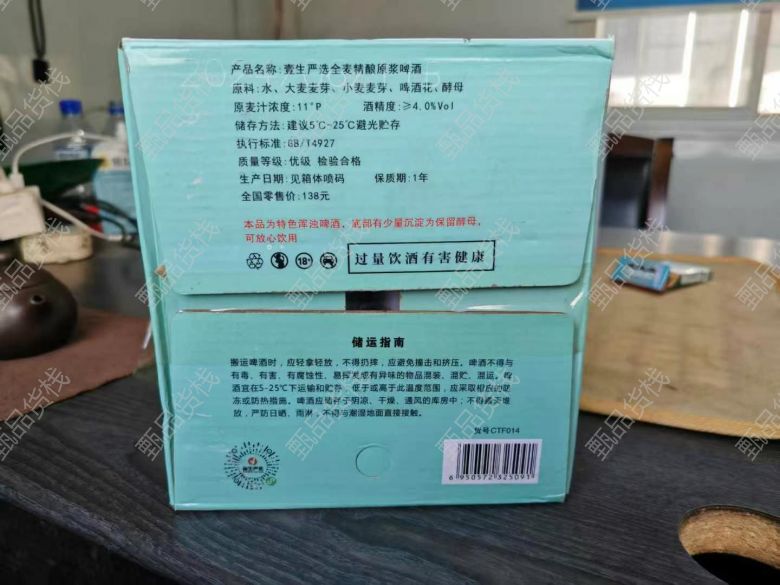 产品名称:壹生严选全麦精酿原浆啤酒
原料:水、大麦麦芽、小麦麦芽、啤酒花、酵母
原麦汁浓度:11°P 酒精度:≥4.0%Vol
储存方法:建议5℃-25℃避光贮存
执行标准:GB/T4927
质量等级:优级 检验合格
生产日期:见箱体喷码 保质期:1年
全国零售价:138元
本品为特色浑浊啤酒,底部有少量沉淀为保留酵母,
可放心饮用
18+
过量饮酒有害健康
储运指南
搬运啤酒时,应轻拿轻放,不得扔摔,应避免撞击和挤压。啤酒不得与
有毒、有害、有腐蚀性、易挥发或有异味的物品混装、混贮、混运。啤
酒宜在5-25℃下运输和贮存,低于或高于此温度范围,应采取相应的防
冻或防热措施。啤酒应储存于阴凉、干燥、通风的库房中;不得露天堆
放,严防日晒、雨淋,不得与潮湿地面直接接触。
货号CTF014
壹生严选
6 950572 325091
甄品货栈